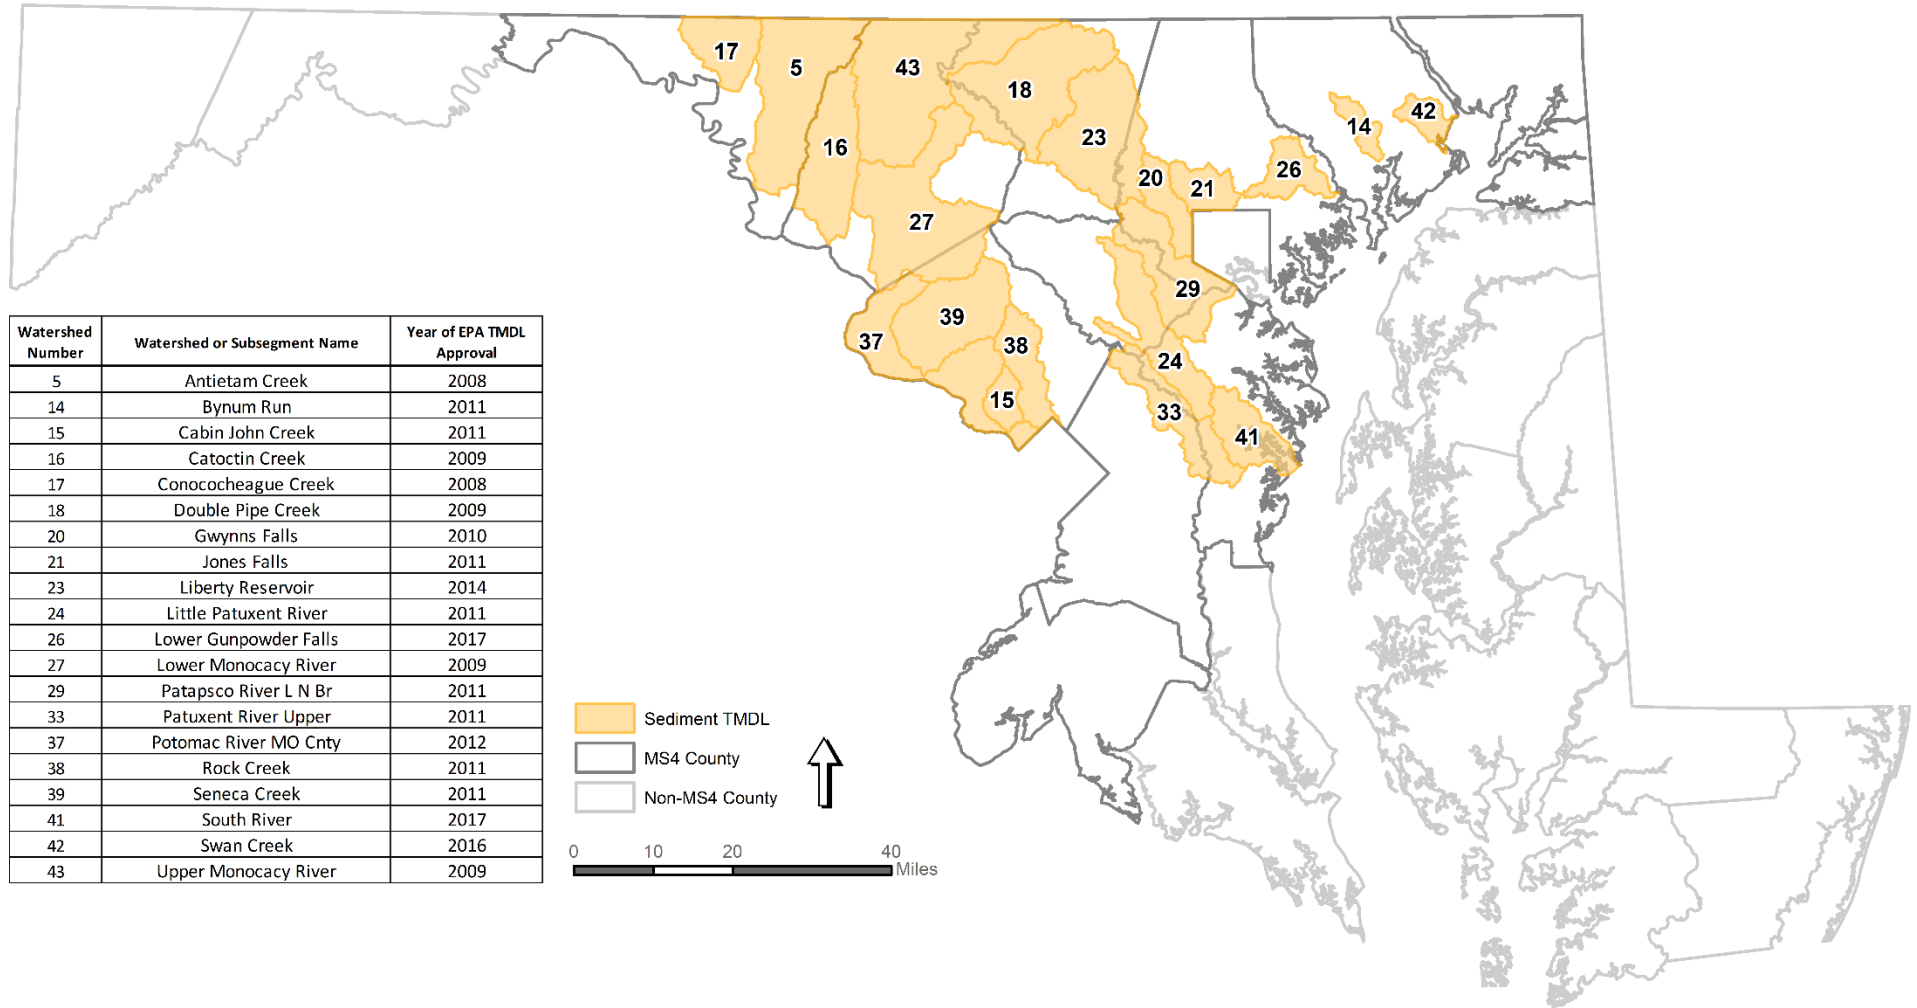 17
5
43
18
42
14
16
23
26
20
21
27
29
39
38
37
24
15
33
41
Watershed Number Watershed or Subsegment Name Year of EPA TMDL Approval
5 Antietam Creek 2008
14 Bynum Run 2011
15 Cabin John Creek 2011
16 Catoctin Creek 2009
17 Conococheague Creek 2008
18 Double Pipe Creek 2009
20 Gwynns Falls 2010
21 Jones Falls 2011
23 Liberty Reservoir 2014
24 Little Patuxent River 2011
26 Lower Gunpowder Falls 2017
27 Lower Monocacy River 2009
29 Patapsco River L N Br 2011
33 Patuxent River Upper 2011
37 Potomac River MO Cnty 2012
38 Rock Creek 2011
39 Seneca Creek 2011
41 South River 2017
42 Swan Creek 2016
43 Upper Monocacy River 2009
Sediment TMDL
MS4 County
Non-MS4 County
0 10 20 40
Miles